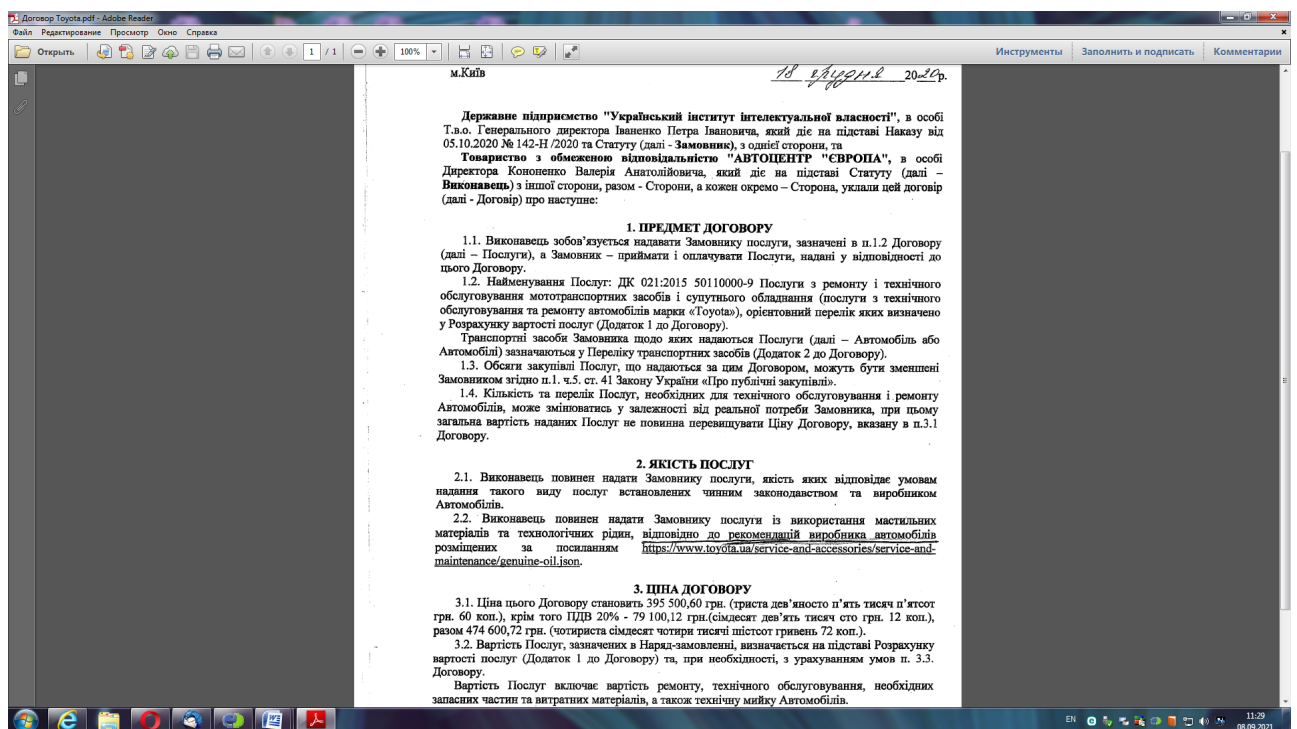 Договор Toyota.pdf - Adobe Reader
Файл Редактирование Просмотр Окно Справка
Открыть 1 / 1 100% Инструменты Заполнить и подписать Комментарии
м.Київ 18 грудня 2020р.
Державне підприємство "Український інститут інтелектуальної власності", в особі
Т.в.о. Генерального директора Іваненко Петра Івановича, який діє на підставі Наказу від
05.10.2020 № 142-Н /2020 та Статуту (далі - Замовник), з однієї сторони, та
Товариство з обмеженою відповідальністю "АВТОЦЕНТР "ЄВРОПА", в особі
Директора Кононенко Валерія Анатолійовича, який діє на підставі Статуту (далі –
Виконавець) з іншої сторони, разом - Сторони, а кожен окремо – Сторона, уклали цей договір
(далі - Договір) про наступне:
1. ПРЕДМЕТ ДОГОВОРУ
1.1. Виконавець зобов’язується надавати Замовнику послуги, зазначені в п.1.2 Договору
(далі – Послуги), а Замовник – приймати і оплачувати Послуги, надані у відповідності до
цього Договору.
1.2. Найменування Послуг: ДК 021:2015 50110000-9 Послуги з ремонту і технічного
обслуговування мототранспортних засобів і супутнього обладнання (послуги з технічного
обслуговування та ремонту автомобілів марки «Toyota»), орієнтовний перелік яких визначено
у Розрахунку вартості послуг (Додаток 1 до Договору).
Транспортні засоби Замовника щодо яких надаються Послуги (далі – Автомобіль або
Автомобілі) зазначаються у Переліку транспортних засобів (Додаток 2 до Договору).
1.3. Обсяги закупівлі Послуг, що надаються за цим Договором, можуть бути зменшені
Замовником згідно п.1. ч.5. ст. 41 Закону України «Про публічні закупівлі».
1.4. Кількість та перелік Послуг, необхідних для технічного обслуговування і ремонту
Автомобілів, може змінюватись у залежності від реальної потреби Замовника, при цьому
загальна вартість наданих Послуг не повинна перевищувати Ціну Договору, вказану в п.3.1
Договору.
2. ЯКІСТЬ ПОСЛУГ
2.1. Виконавець повинен надати Замовнику послуги, якість яких відповідає умовам
надання такого виду послуг встановлених чинним законодавством та виробником
Автомобілів.
2.2. Виконавець повинен надати Замовнику послуги із використання мастильних
матеріалів та технологічних рідин, відповідно до рекомендацій виробника автомобілів
розміщених за посиланням https://www.toyota.ua/service-and-accessories/service-and-
maintenance/genuine-oil.json.
3. ЦІНА ДОГОВОРУ
3.1. Ціна цього Договору становить 395 500,60 грн. (триста дев’яносто п’ять тисяч п’ятсот
грн. 60 коп.), крім того ПДВ 20% - 79 100,12 грн.(сімдесят дев’ять тисяч сто грн. 12 коп.),
разом 474 600,72 грн. (чотириста сімдесят чотири тисячі шістсот гривень 72 коп.).
3.2. Вартість Послуг, зазначених в Наряд-замовленні, визначається на підставі Розрахунку
вартості послуг (Додаток 1 до Договору) та, при необхідності, з урахуванням умов п. 3.3.
Договору.
Вартість Послуг включає вартість ремонту, технічного обслуговування, необхідних
запасних частин та витратних матеріалів, а також технічну мийку Автомобілів.
EN 11:29
08.09.2021